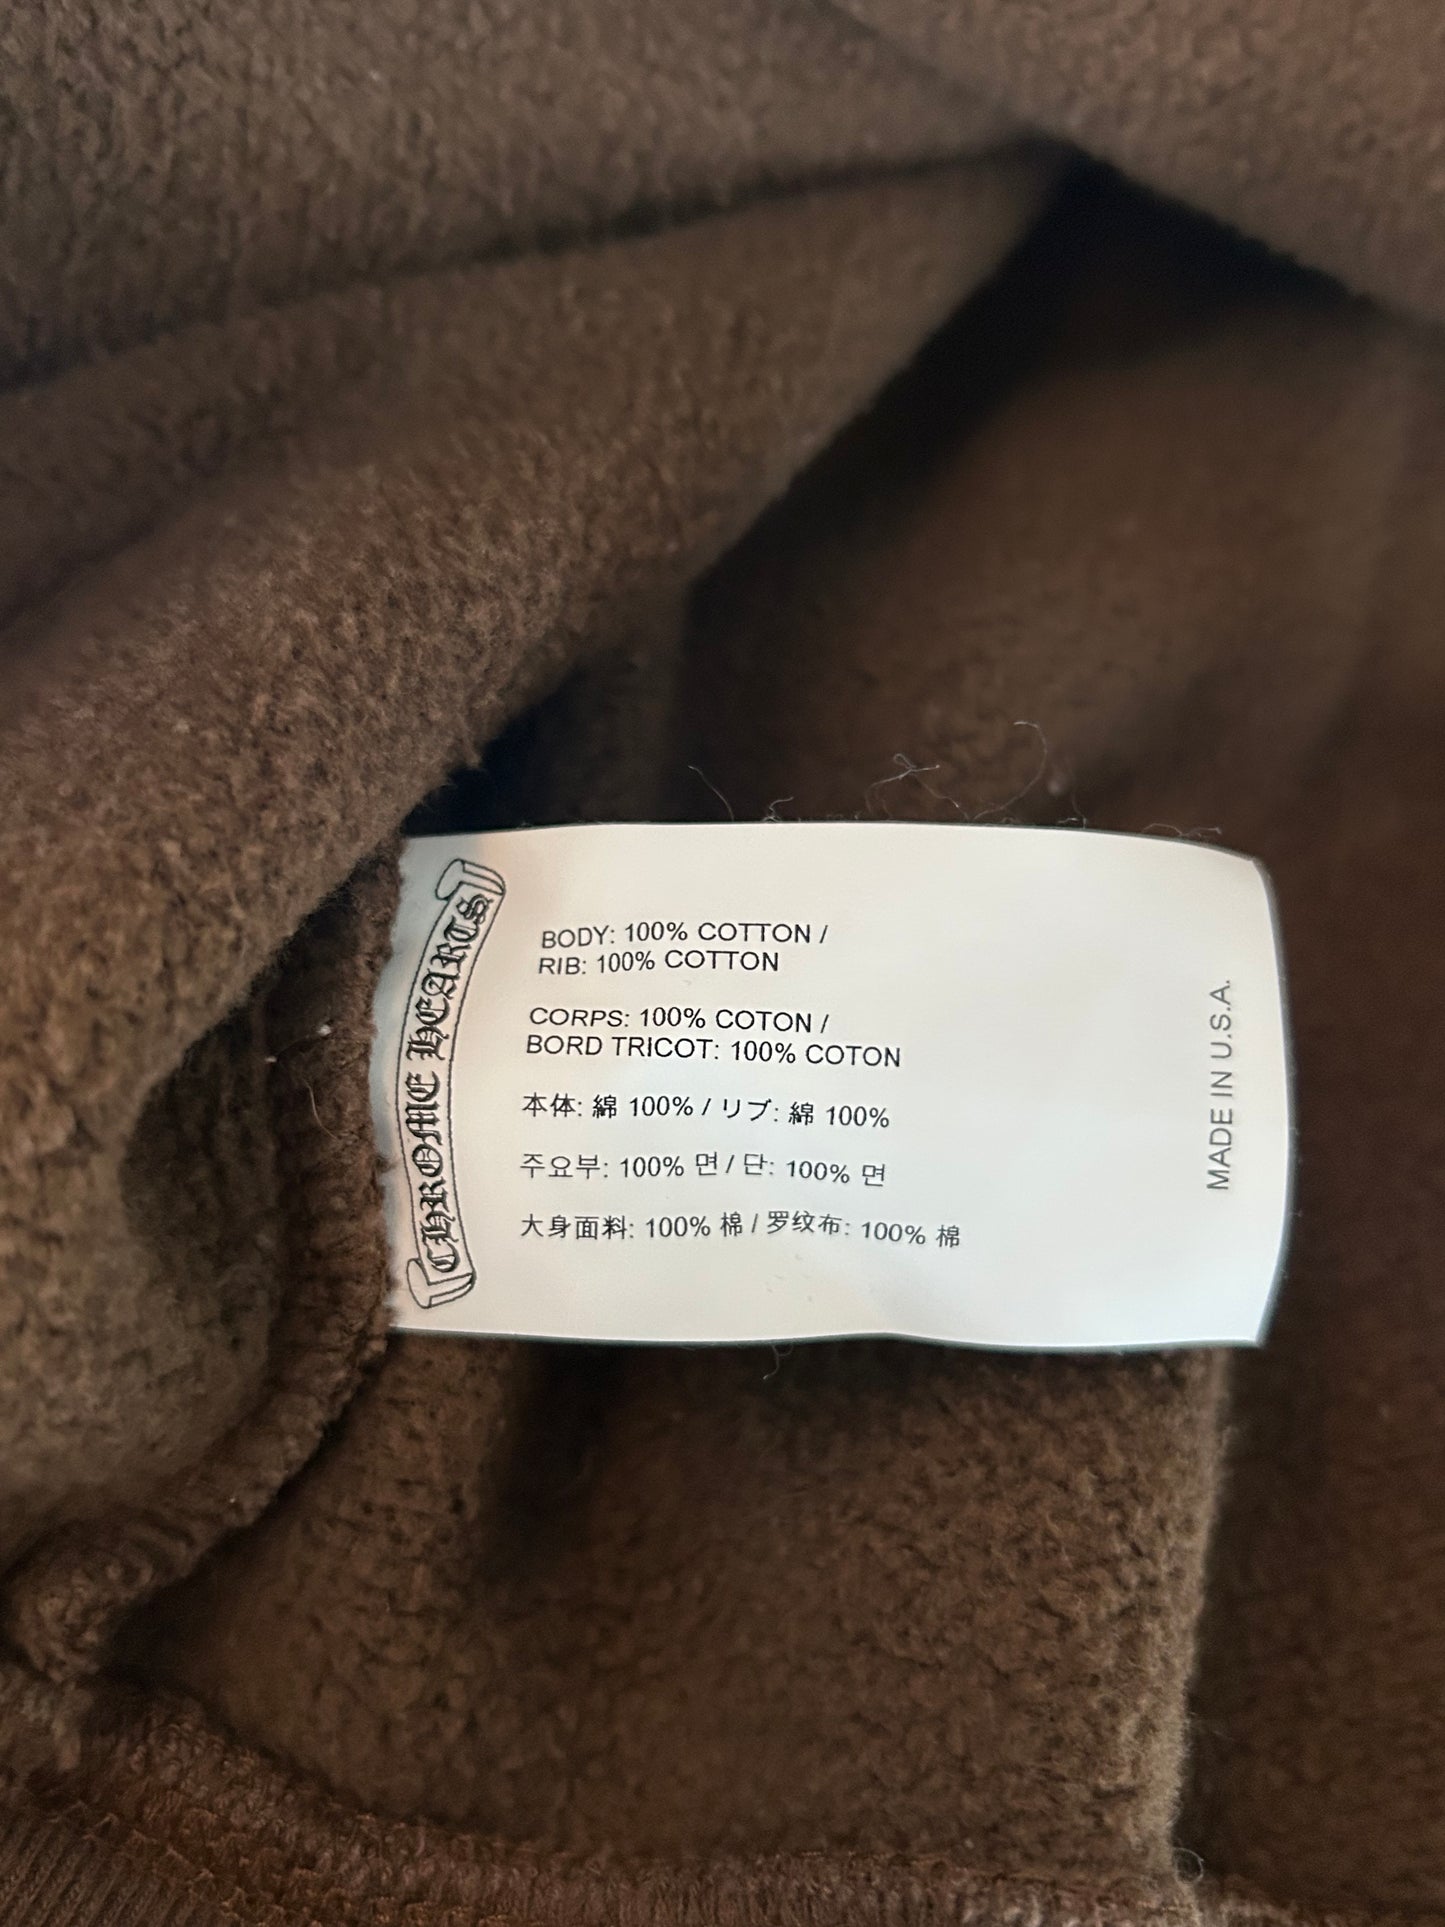 CHROME HEARTS
BODY: 100% COTTON /
RIB: 100% COTTON
CORPS: 100% COTON /
BORD TRICOT: 100% COTON
本体: 綿 100% / リブ: 綿 100%
주요부: 100% 면 / 단: 100% 면
大身面料: 100% 棉 / 罗纹布: 100% 棉
MADE IN U.S.A.